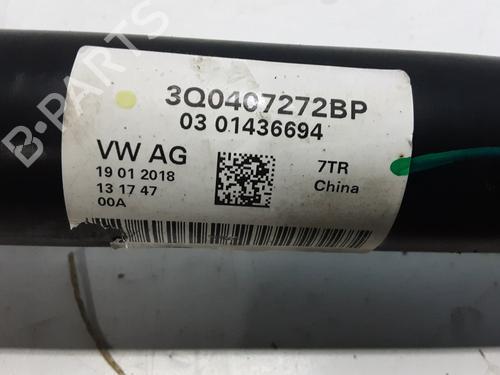 B-PARTS
3Q0407272BP
03 01436694
VW AG
7TR
19 01 2018
China
13 17 47
00A